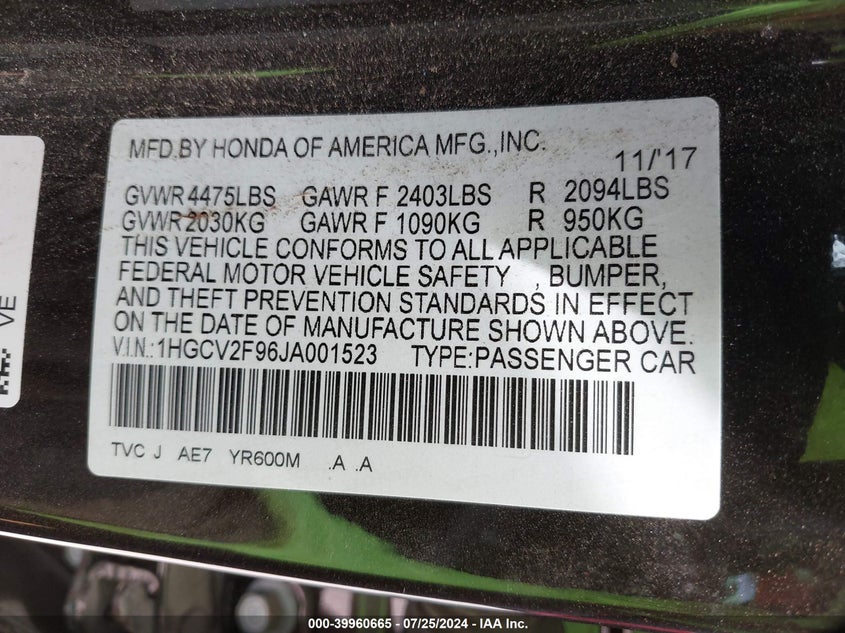 MFD.BY HONDA OF AMERICA MFG.,INC.
11/'17
GVWR 4475LBS GAWR F 2403LBS R 2094LBS
GVWR 2030KG GAWR F 1090KG R 950KG
THIS VEHICLE CONFORMS TO ALL APPLICABLE
FEDERAL MOTOR VEHICLE SAFETY , BUMPER,
AND THEFT PREVENTION STANDARDS IN EFFECT
ON THE DATE OF MANUFACTURE SHOWN ABOVE.
V.I.N.:1HGCV2F96JA001523 TYPE:PASSENGER CAR
TVC J AE7 YR600M .A .A
VE
000-39960665 - 07/25/2024 - IAA Inc.